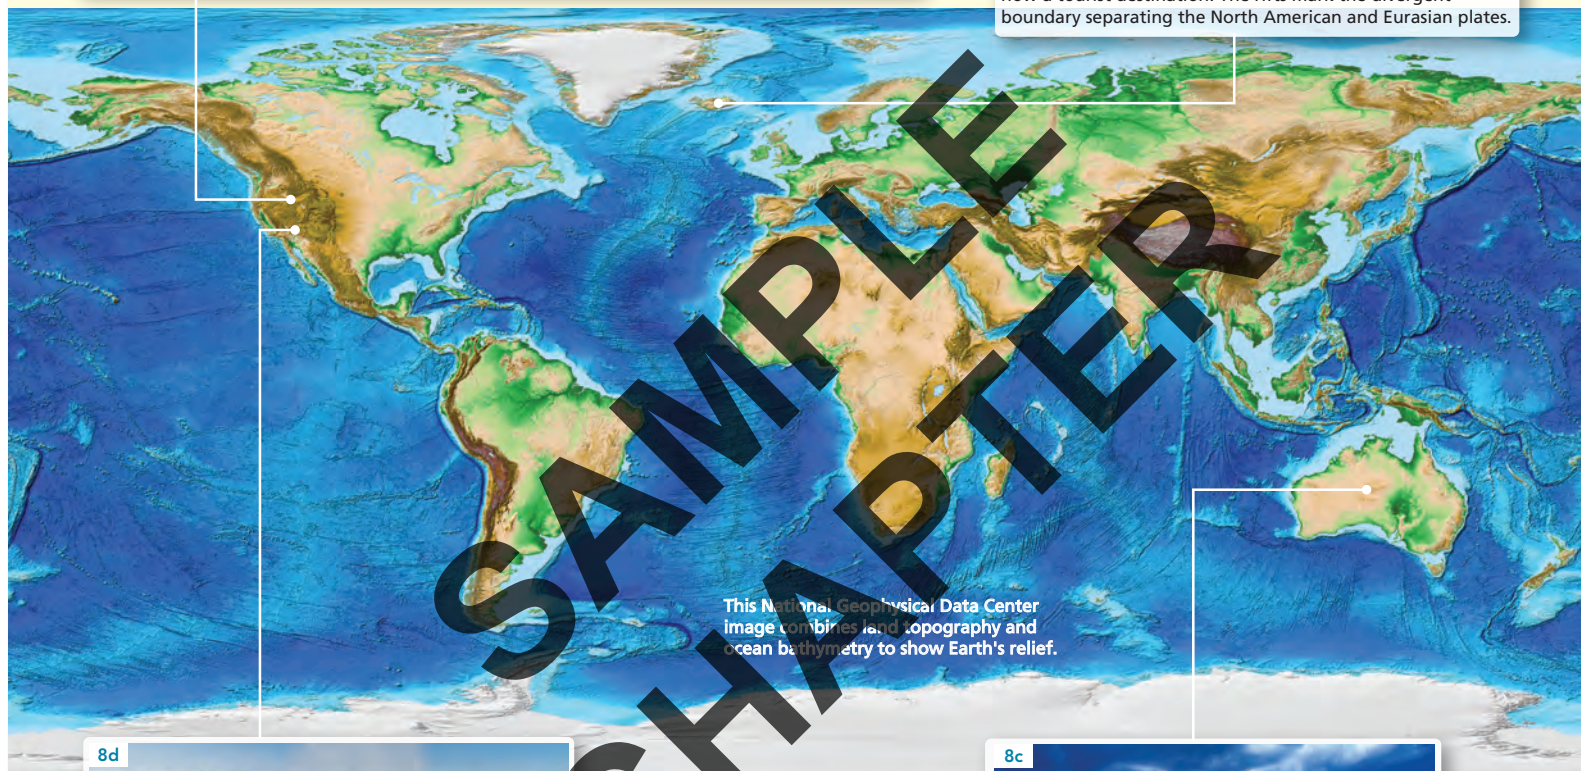 boundary separating the North American and Eurasian plates.
This National Geophysical Data Center
image combines land topography and
ocean bathymetry to show Earth's relief.
8d
8c
SAMPLE
CHAPTER